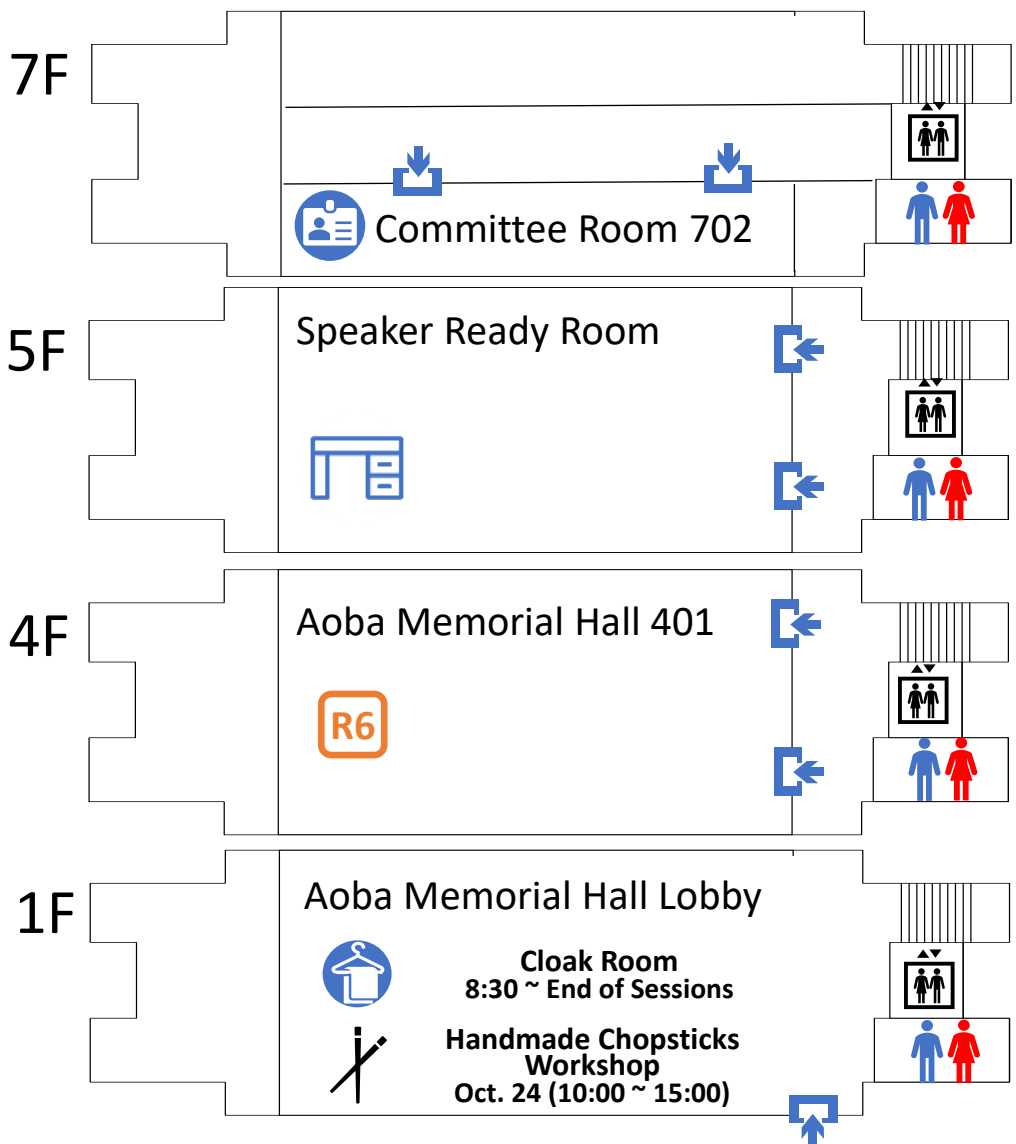 7F
Committee Room 702
5F
Speaker Ready Room
4F
Aoba Memorial Hall 401
R6
1F
Aoba Memorial Hall Lobby
Cloak Room
8:30 ~ End of Sessions
Handmade Chopsticks
Workshop
Oct. 24 (10:00 ~ 15:00)